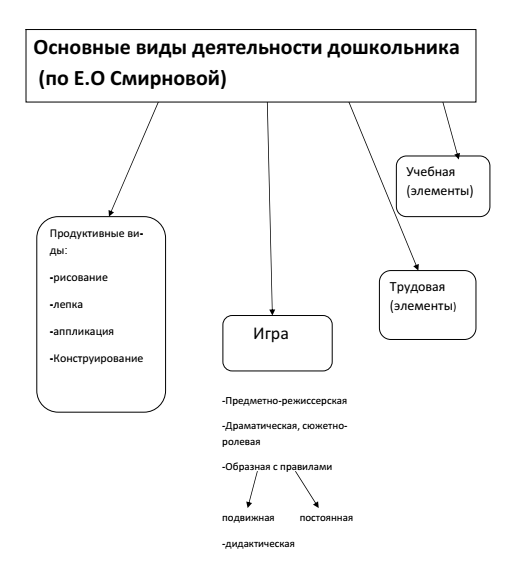 Основные виды деятельности дошкольника
(по Е.О Смирновой)
Учебная
(элементы)
Продуктивные ви-
ды:
-рисование
-лепка
-аппликация
-Конструирование
Трудовая
(элементы)
Игра
-Предметно-режиссерская
-Драматическая, сюжетно-
ролевая
-Образная с правилами
подвижная постоянная
-дидактическая